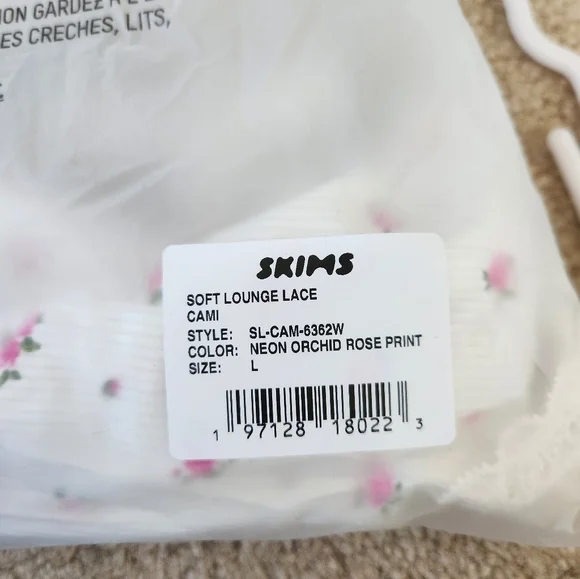 ION GARDEZ
ES CRECHES, LITS,
SKIMS
SOFT LOUNGE LACE
CAMI
STYLE: SL-CAM-6362W
COLOR: NEON ORCHID ROSE PRINT
SIZE: L
1 97128 18022 3